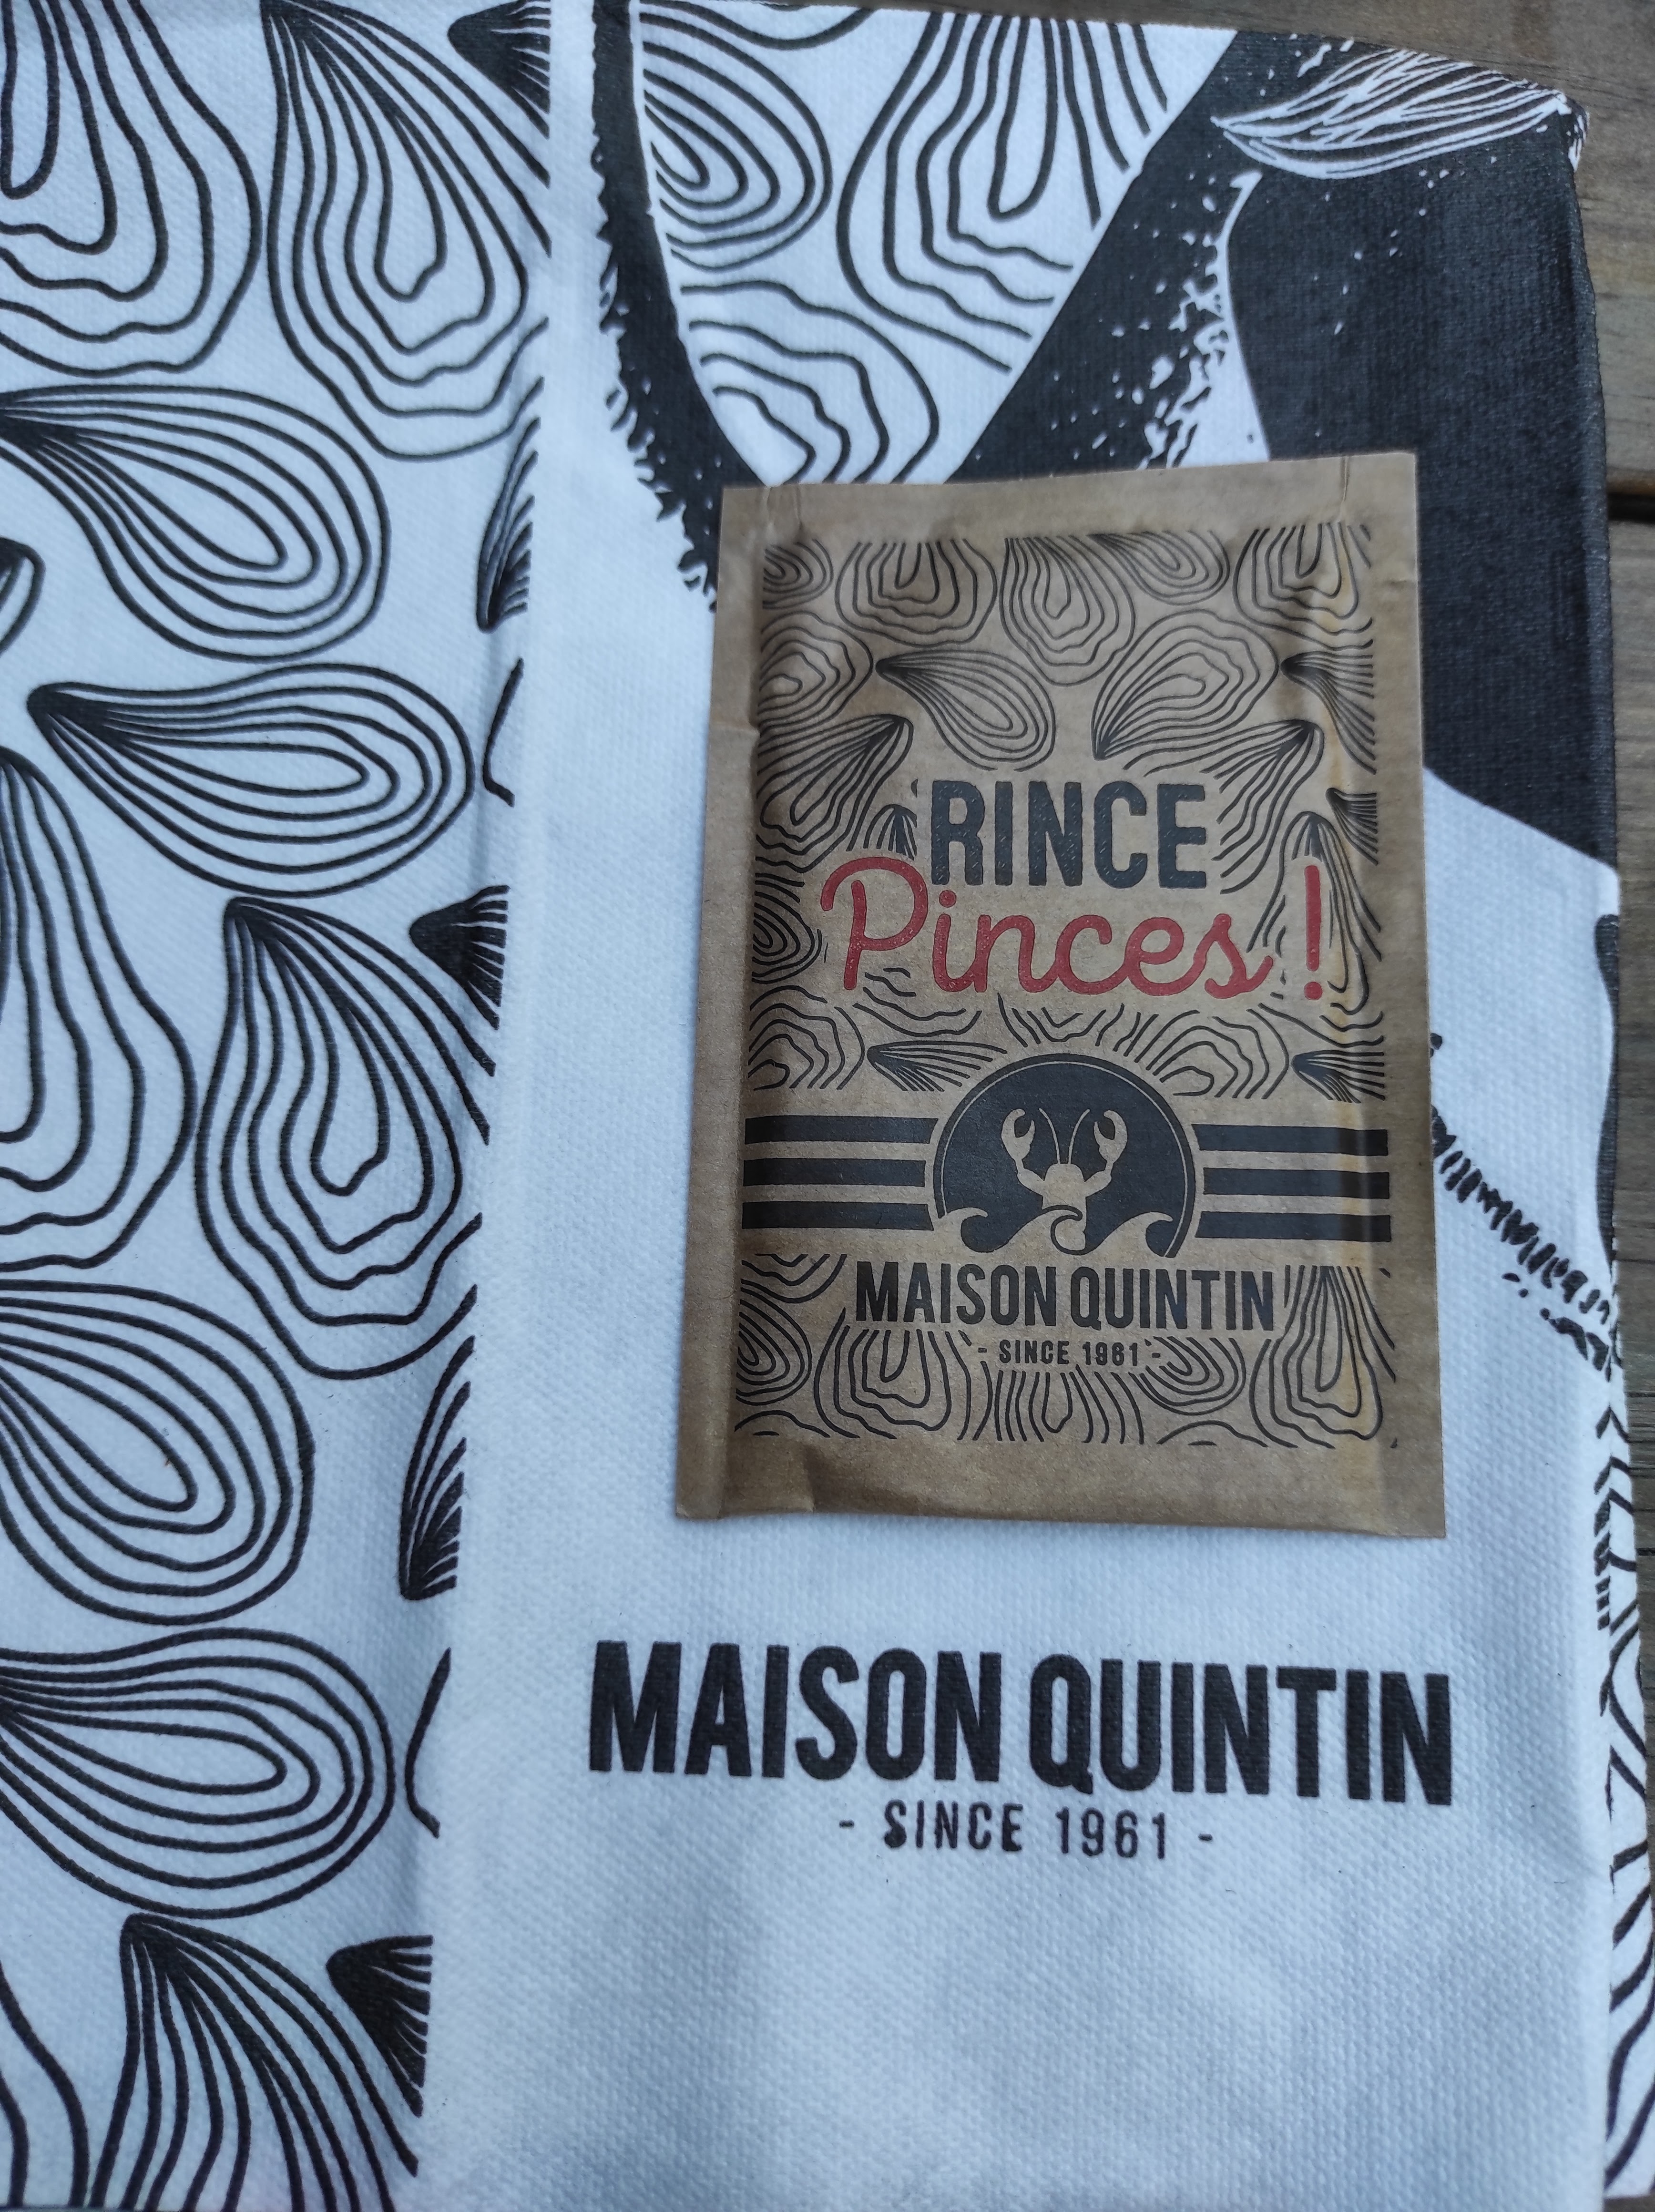 RINCE
Pinces !
MAISON QUINTIN
- SINCE 1961 -
MAISON QUINTIN
- SINCE 1961 -